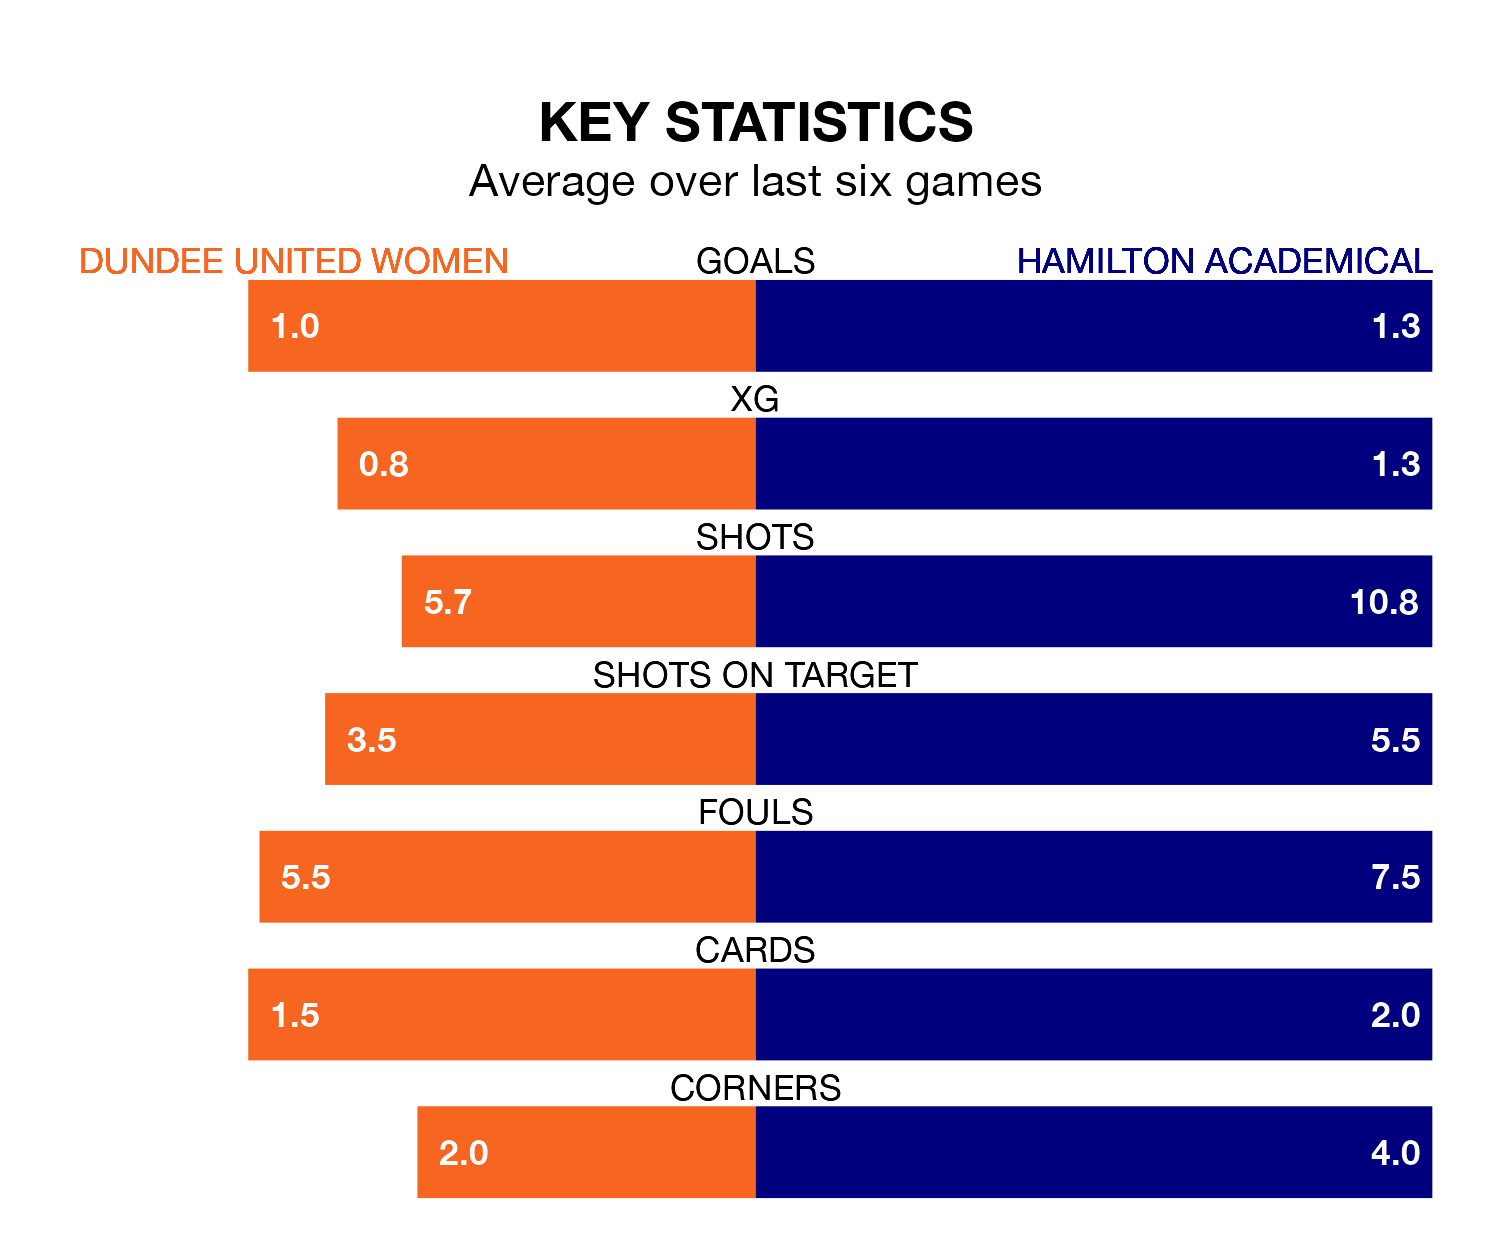 KEY STATISTICS
Average over last six games
DUNDEE UNITED WOMEN GOALS HAMILTON ACADEMICAL
1.0 1.3
XG
0.8 1.3
SHOTS
5.7 10.8
SHOTS ON TARGET
3.5 5.5
FOULS
5.5 7.5
CARDS
1.5 2.0
CORNERS
2.0 4.0